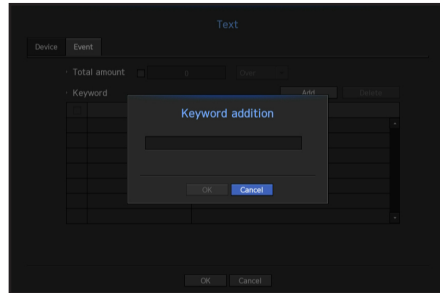 Text
Device Event
Total amount 0 Over
Keyword Add Delete
Keyword addition
OK Cancel
OK Cancel